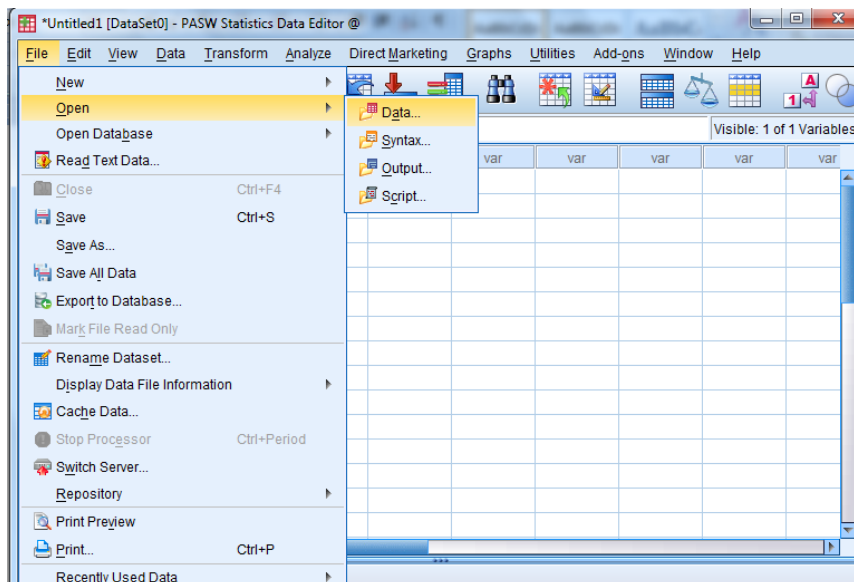 *Untitled1 [DataSet0] - PASW Statistics Data Editor @
File Edit View Data Transform Analyze Direct Marketing Graphs Utilities Add-ons Window Help
New
Open
Open Database
Read Text Data...
Close Ctrl+F4
Save Ctrl+S
Save As...
Save All Data
Export to Database...
Mark File Read Only
Rename Dataset...
Display Data File Information
Cache Data...
Stop Processor Ctrl+Period
Switch Server...
Repository
Print Preview
Print... Ctrl+P
Recently Used Data
Data...
Syntax...
Output...
Script...
1 A
Visible: 1 of 1 Variables
var var var var var